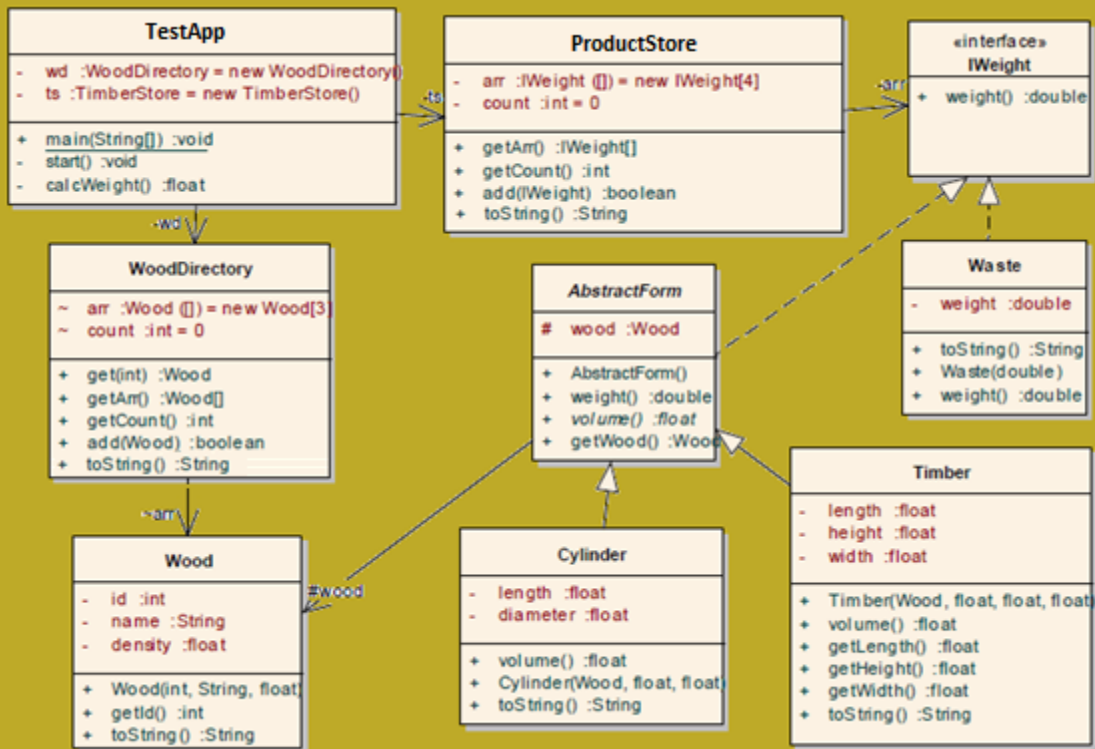 TestApp
- wd :WoodDirectory = new WoodDirectory()
- ts :TimberStore = new TimberStore()
+ main(String[]) :void
- start() :void
- calcWeight() :float
-ts
ProductStore
- arr :IWeight ([]) = new IWeight[4]
- count :int = 0
+ getArr() :IWeight[]
+ getCount() :int
+ add(IWeight) :boolean
+ toString() :String
-arr
«interface»
IWeight
+ weight() :double
-wd
WoodDirectory
~ arr :Wood ([]) = new Wood[3]
~ count :int = 0
+ get(int) :Wood
+ getArr() :Wood[]
+ getCount() :int
+ add(Wood) :boolean
+ toString() :String
AbstractForm
# wood :Wood
+ AbstractForm()
+ weight() :double
+ volume() :float
+ getWood() :Wood
Waste
- weight :double
+ toString() :String
+ Waste(double)
+ weight() :double
~arr
Wood
- id :int
- name :String
- density :float
+ Wood(int, String, float)
+ getId() :int
+ toString() :String
#wood
Cylinder
- length :float
- diameter :float
+ volume() :float
+ Cylinder(Wood, float, float)
+ toString() :String
Timber
- length :float
- height :float
- width :float
+ Timber(Wood, float, float, float)
+ volume() :float
+ getLength() :float
+ getHeight() :float
+ getWidth() :float
+ toString() :String